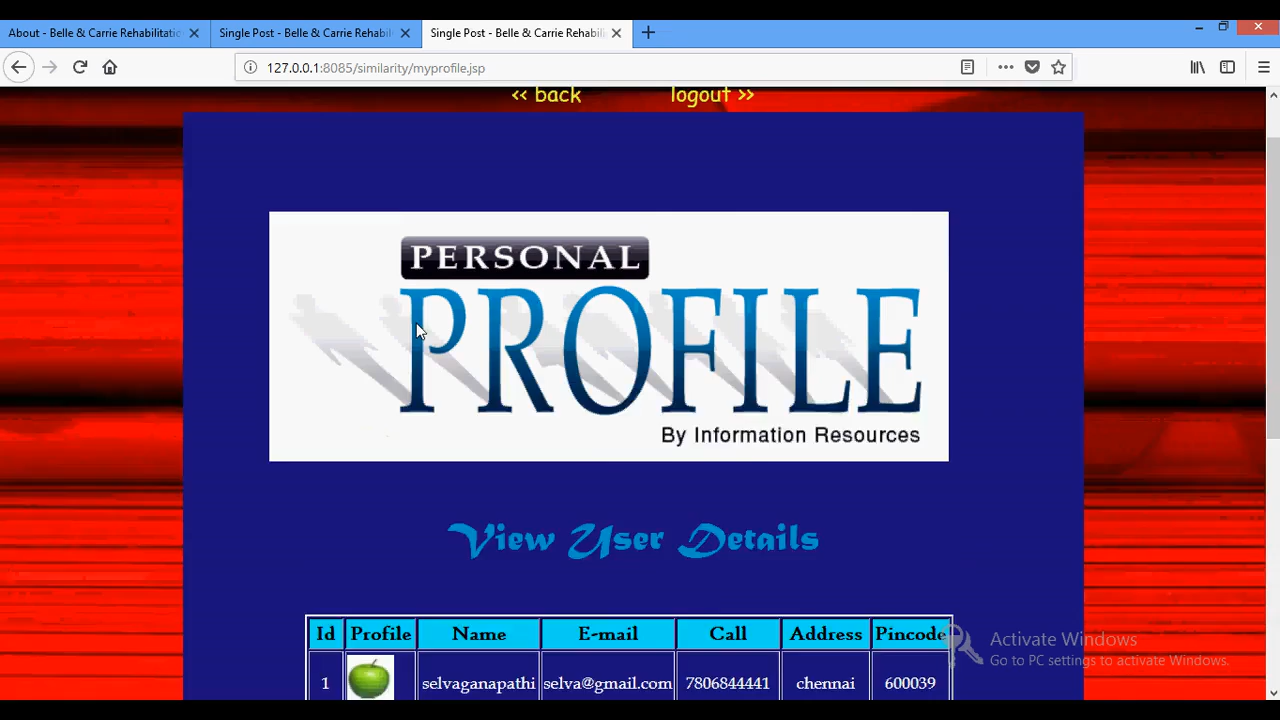 About - Belle & Carrie Rehabilitatio
Single Post - Belle & Carrie Rehabil
Single Post - Belle & Carrie Rehabili
127.0.0.1:8085/similarity/myprofile.jsp
<< back logout >>
PERSONAL
PROFILE
By Information Resources
View User Details
Id Profile Name E-mail Call Address Pincode
1 selvaganapathi selva@gmail.com 7806844441 chennai 600039
Activate Windows
Go to PC settings to activate Windows.